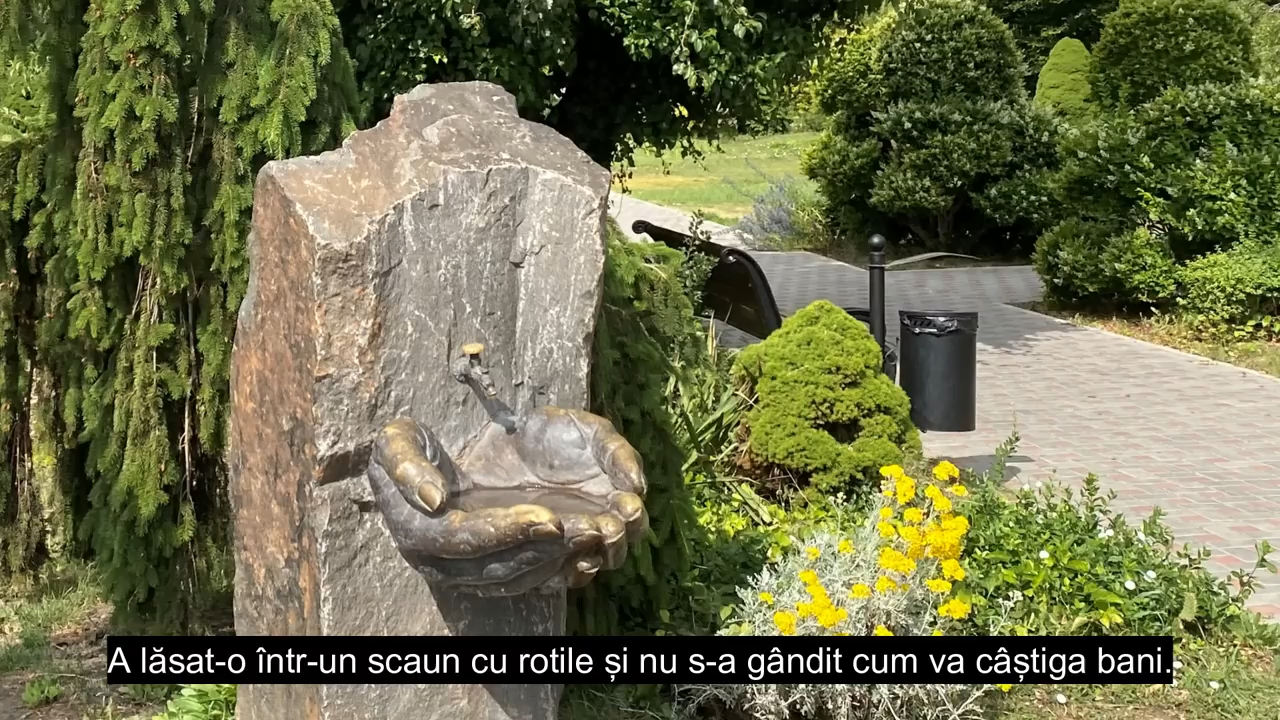 A lăsat-o într-un scaun cu rotile și nu s-a gândit cum va câștiga bani.